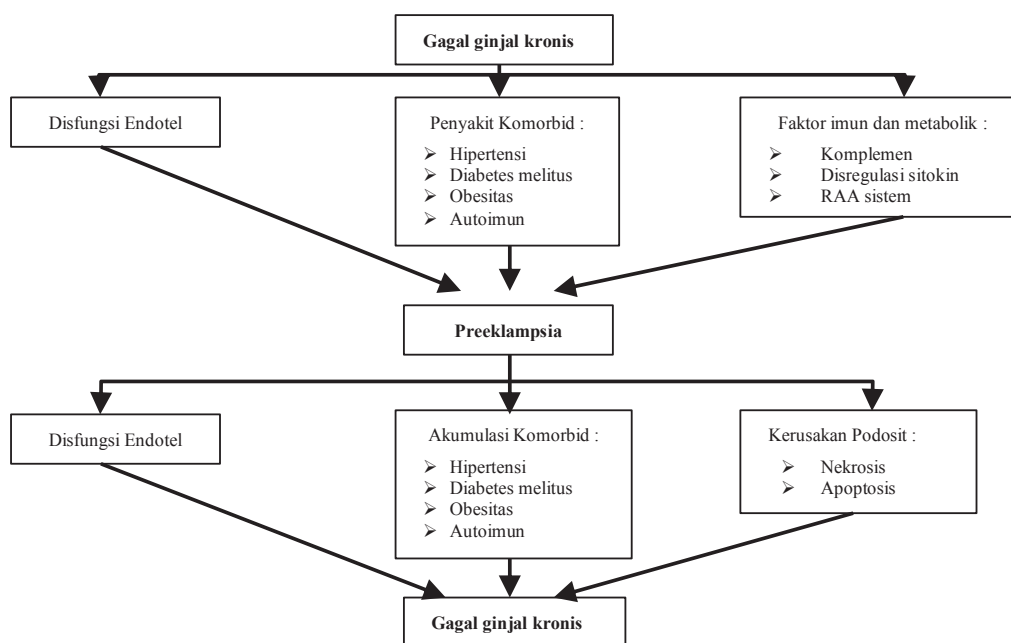 Gagal ginjal kronis
Disfungsi Endotel
Penyakit Komorbid :
➢ Hipertensi
➢ Diabetes melitus
➢ Obesitas
➢ Autoimun
Faktor imun dan metabolik :
➢ Komplemen
➢ Disregulasi sitokin
➢ RAA sistem
Preeklampsia
Disfungsi Endotel
Akumulasi Komorbid :
➢ Hipertensi
➢ Diabetes melitus
➢ Obesitas
➢ Autoimun
Kerusakan Podosit :
➢ Nekrosis
➢ Apoptosis
Gagal ginjal kronis